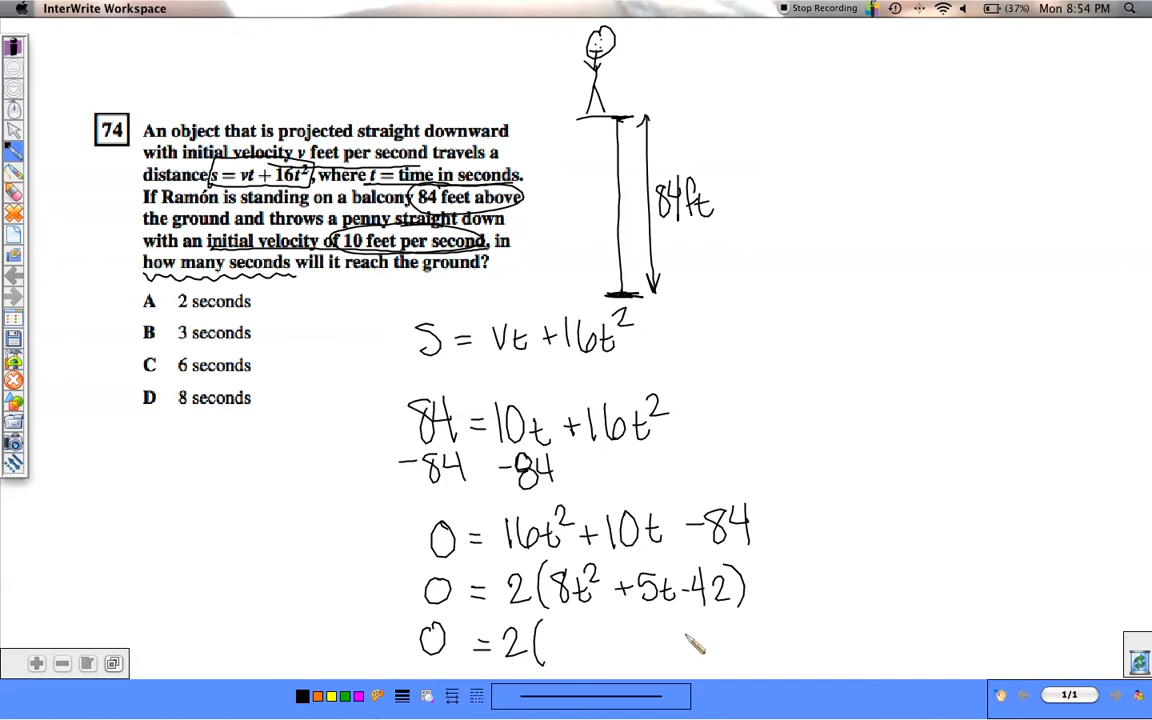 InterWrite Workspace
Stop Recording
(37%)
Mon 8:54 PM
74
An object that is projected straight downward
with initial velocity v feet per second travels a
distance s = vt + 16t², where t = time in seconds.
If Ramón is standing on a balcony 84 feet above
the ground and throws a penny straight down
with an initial velocity of 10 feet per second, in
how many seconds will it reach the ground?
A 2 seconds
B 3 seconds
C 6 seconds
D 8 seconds
84ft
S = Vt + 16t²
84 = 10t + 16t²
-84 -84
0 = 16t² + 10t - 84
0 = 2(8t² + 5t - 42)
0 = 2(
1/1